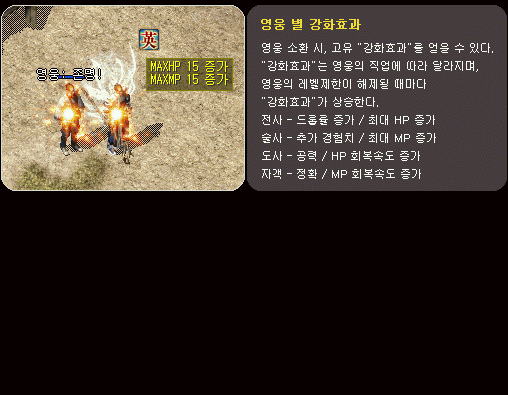 英
MAXHP 15 증가
MAXMP 15 증가
영웅 별 강화효과
영웅 소환 시, 고유 "강화효과"를 얻을 수 있다.
"강화효과"는 영웅의 직업에 따라 달라지며,
영웅의 레벨제한이 해제될 때마다
"강화효과"가 상승한다.
전사 - 드롭률 증가 / 최대 HP 증가
술사 - 추가 경험치 / 최대 MP 증가
도사 - 공력 / HP 회복속도 증가
자객 - 정확 / MP 회복속도 증가